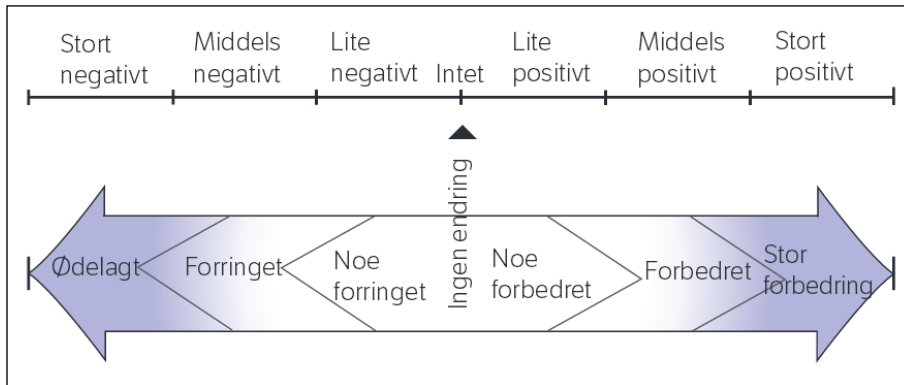 Stort
negativt
Middels
negativt
Lite
negativt
Intet
Lite
positivt
Middels
positivt
Stort
positivt
Ødelagt
Forringet
Noe
forringet
Ingen endring
Noe
forbedret
Forbedret
Stor
forbedring